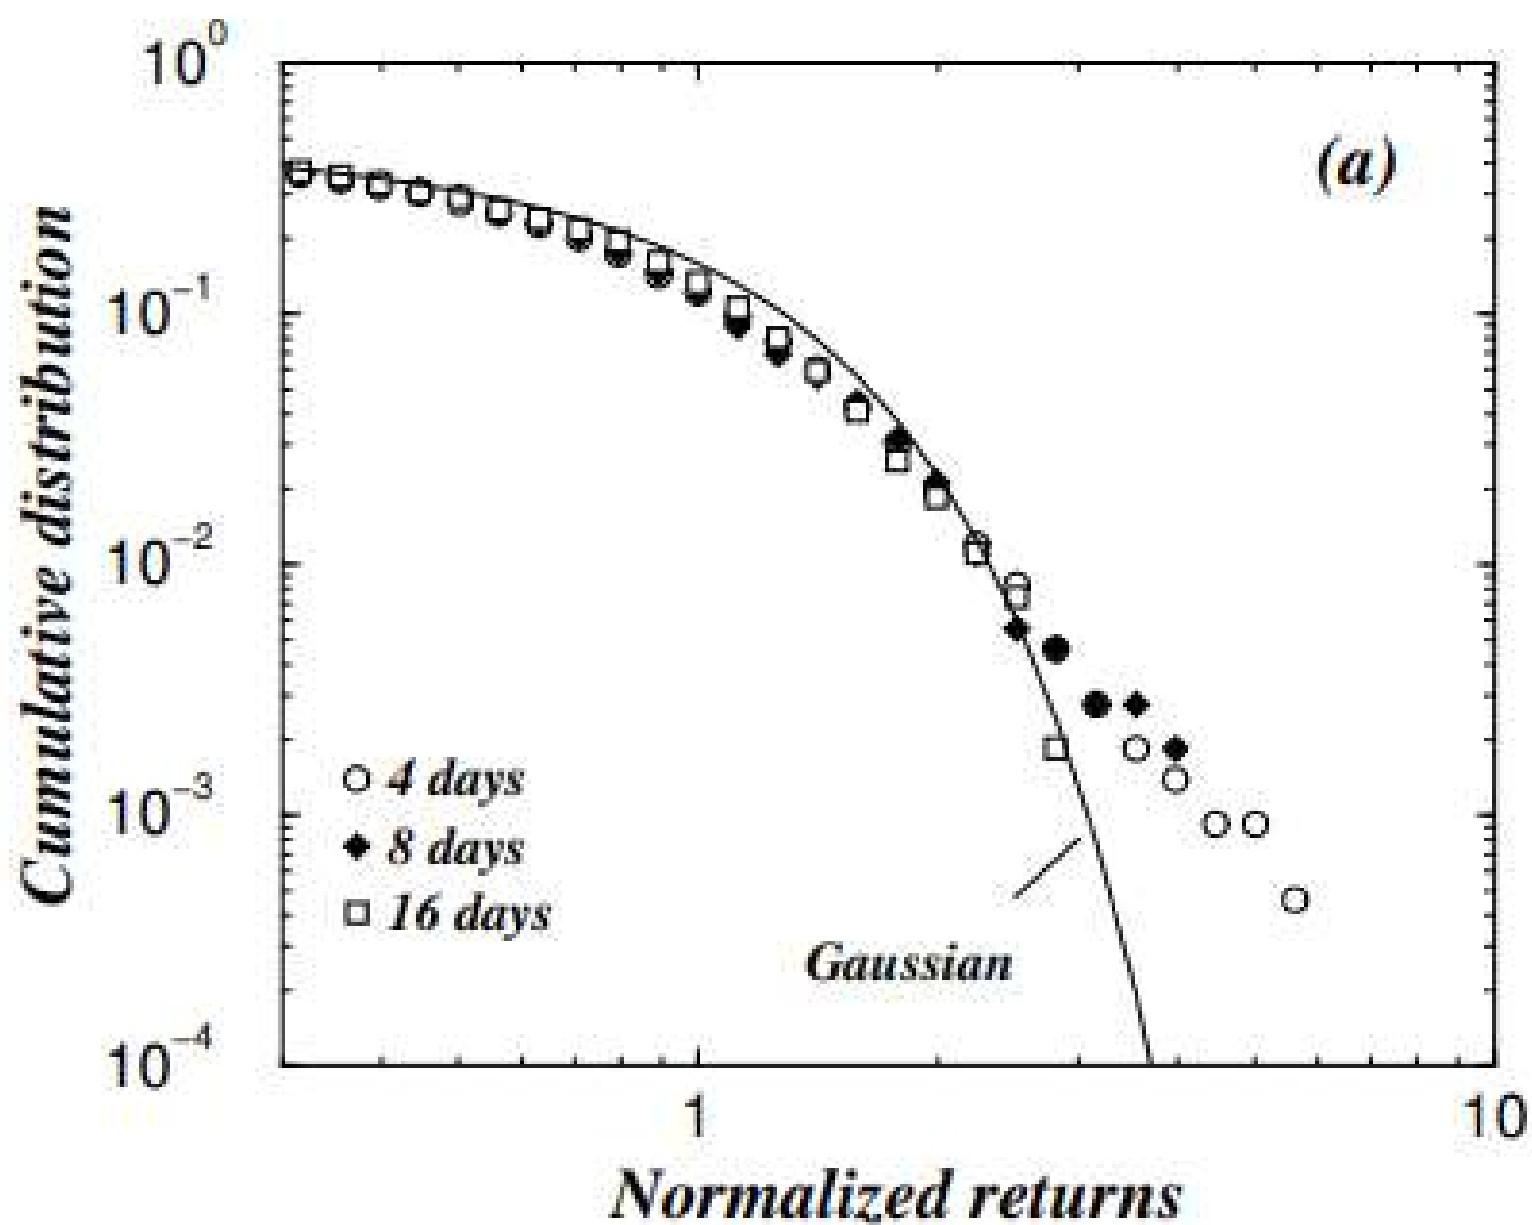 10⁰
(a)
10⁻¹
10⁻²
10⁻³
10⁻⁴
Cumulative distribution
4 days
8 days
16 days
Gaussian
1
10
Normalized returns